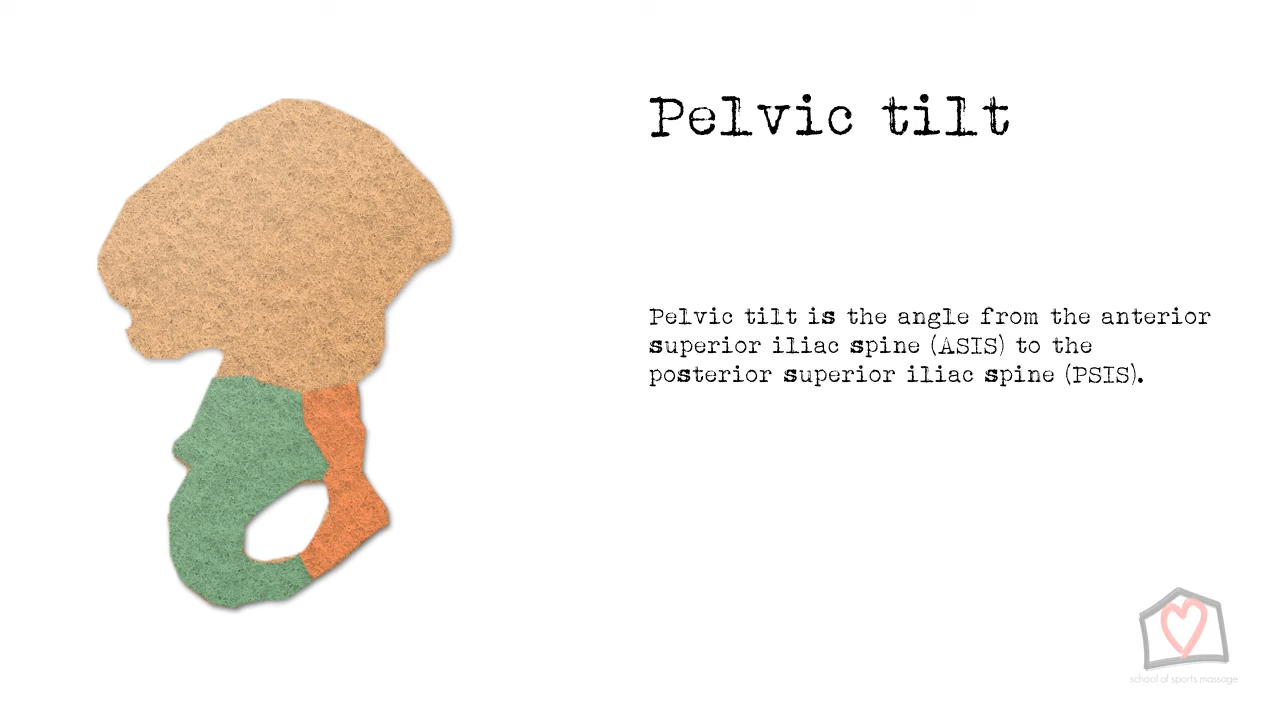 Pelvic tilt
Pelvic tilt is the angle from the anterior
superior iliac spine (ASIS) to the
posterior superior iliac spine (PSIS).
school of sports massage